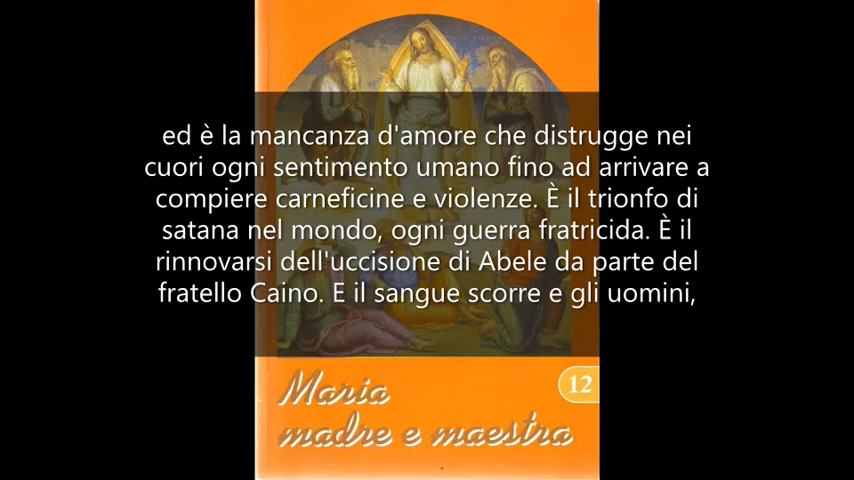 ed è la mancanza d'amore che distrugge nei
cuori ogni sentimento umano fino ad arrivare a
compiere carneficine e violenze. È il trionfo di
satana nel mondo, ogni guerra fratricida. È il
rinnovarsi dell'uccisione di Abele da parte del
fratello Caino. E il sangue scorre e gli uomini,
Maria
12
madre e maestra